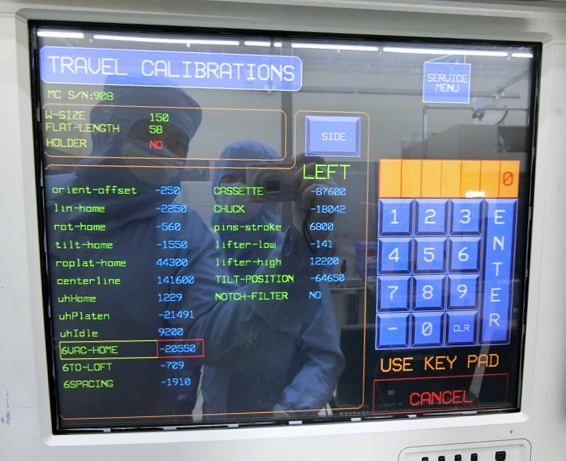 TRAVEL CALIBRATIONS
SERVICE
MENU
MC S/N:908
W-SIZE 150
FLAT-LENGTH 58
HOLDER NO
SIDE
LEFT
orient-offset -250
lin-home -2250
rot-home -560
tilt-home -1550
roplat-home 44300
centerline 141600
uhHome 1229
uhPlaten -21491
uhIdle 9200
6VAC-HOME -20550
6TO-LOFT -709
6SPACING -1910
CASSETTE -87600
CHUCK -18042
pins-stroke 6800
lifter-low -141
lifter-high 12200
TILT-POSITION -64650
NOTCH-FILTER NO
0
1 2 3
4 5 6
7 8 9
- 0 CLR
ENTER
USE KEY PAD
CANCEL